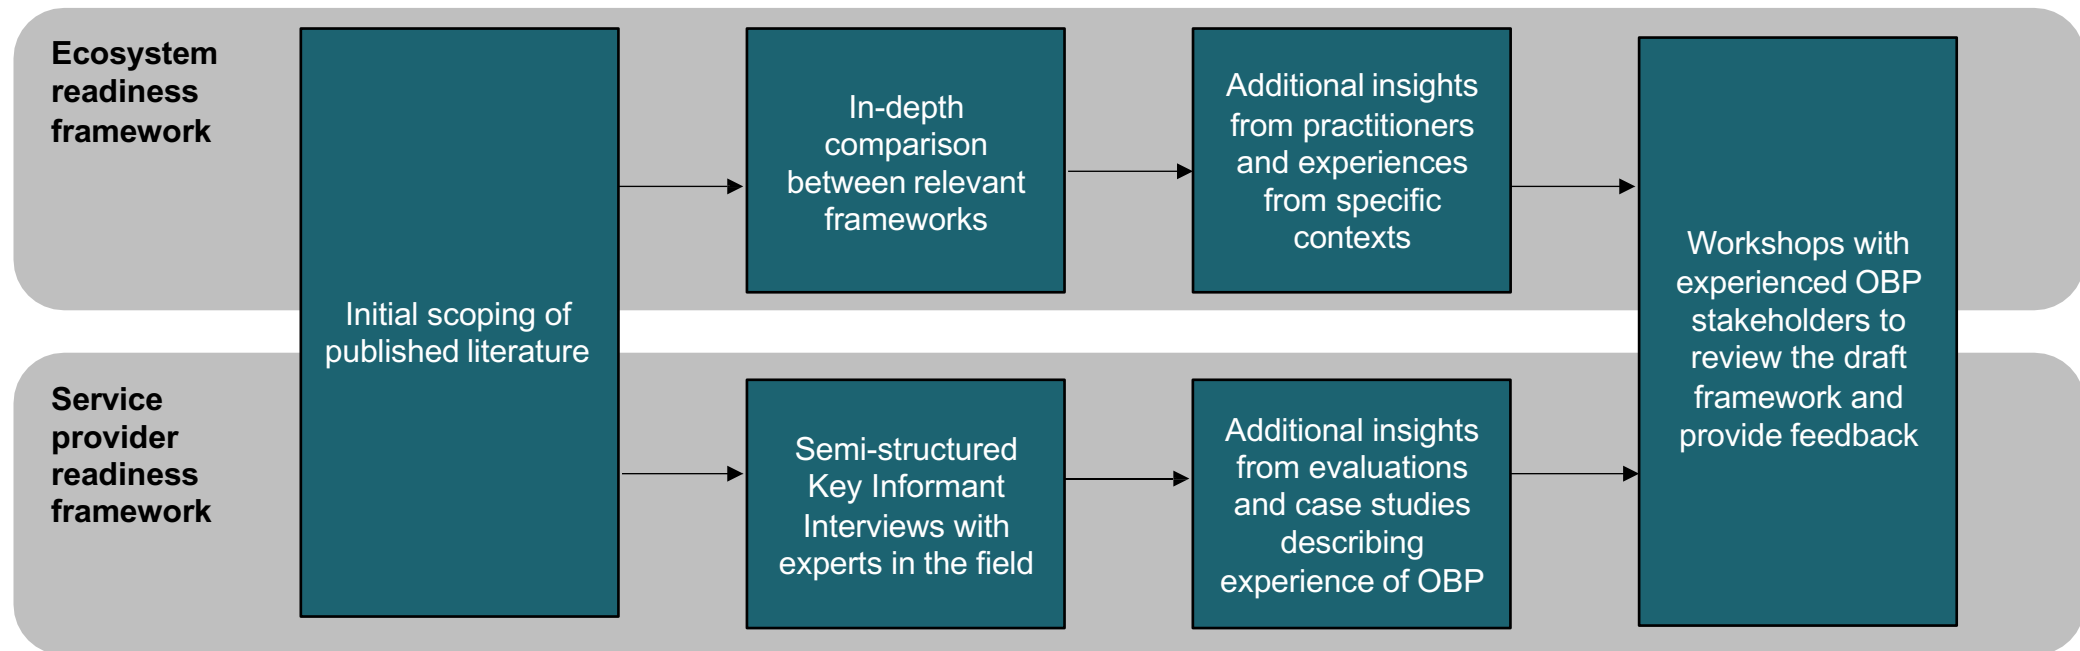 Ecosystem
readiness
framework
Initial scoping of
published literature
In-depth
comparison
between relevant
frameworks
Additional insights
from practitioners
and experiences
from specific
contexts
Workshops with
experienced OBP
stakeholders to
review the draft
framework and
provide feedback
Service
provider
readiness
framework
Semi-structured
Key Informant
Interviews with
experts in the field
Additional insights
from evaluations
and case studies
describing
experience of OBP